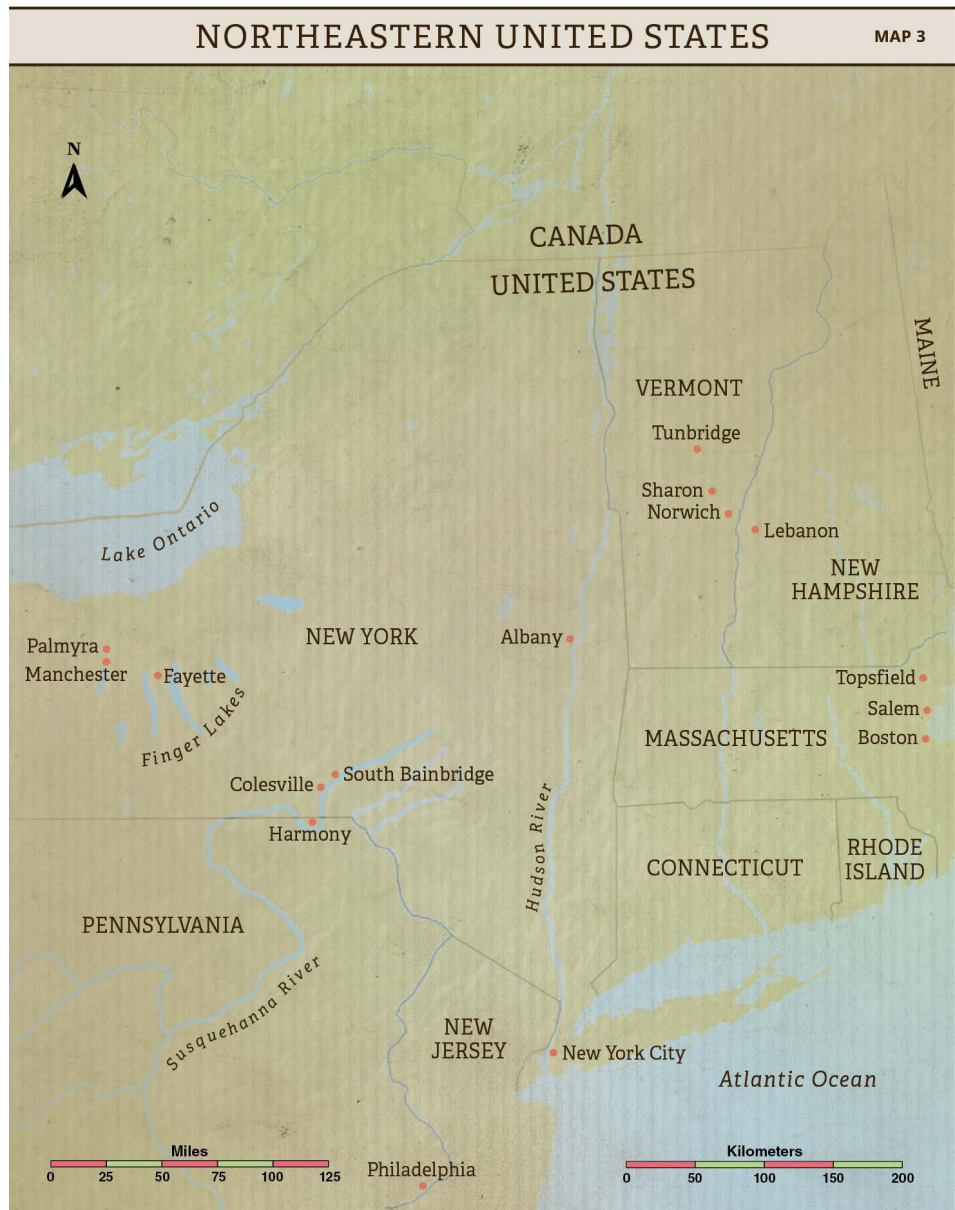 NORTHEASTERN UNITED STATES
MAP 3
N
CANADA
UNITED STATES
MAINE
VERMONT
Tunbridge
Sharon
Norwich
Lebanon
Lake Ontario
NEW
HAMPSHIRE
NEW YORK
Albany
Palmyra
Manchester
Fayette
Finger Lakes
Topsfield
Salem
Boston
MASSACHUSETTS
South Bainbridge
Colesville
Harmony
Hudson River
CONNECTICUT
RHODE
ISLAND
PENNSYLVANIA
Susquehanna River
NEW
JERSEY
New York City
Atlantic Ocean
Miles
0 25 50 75 100 125
Philadelphia
Kilometers
0 50 100 150 200